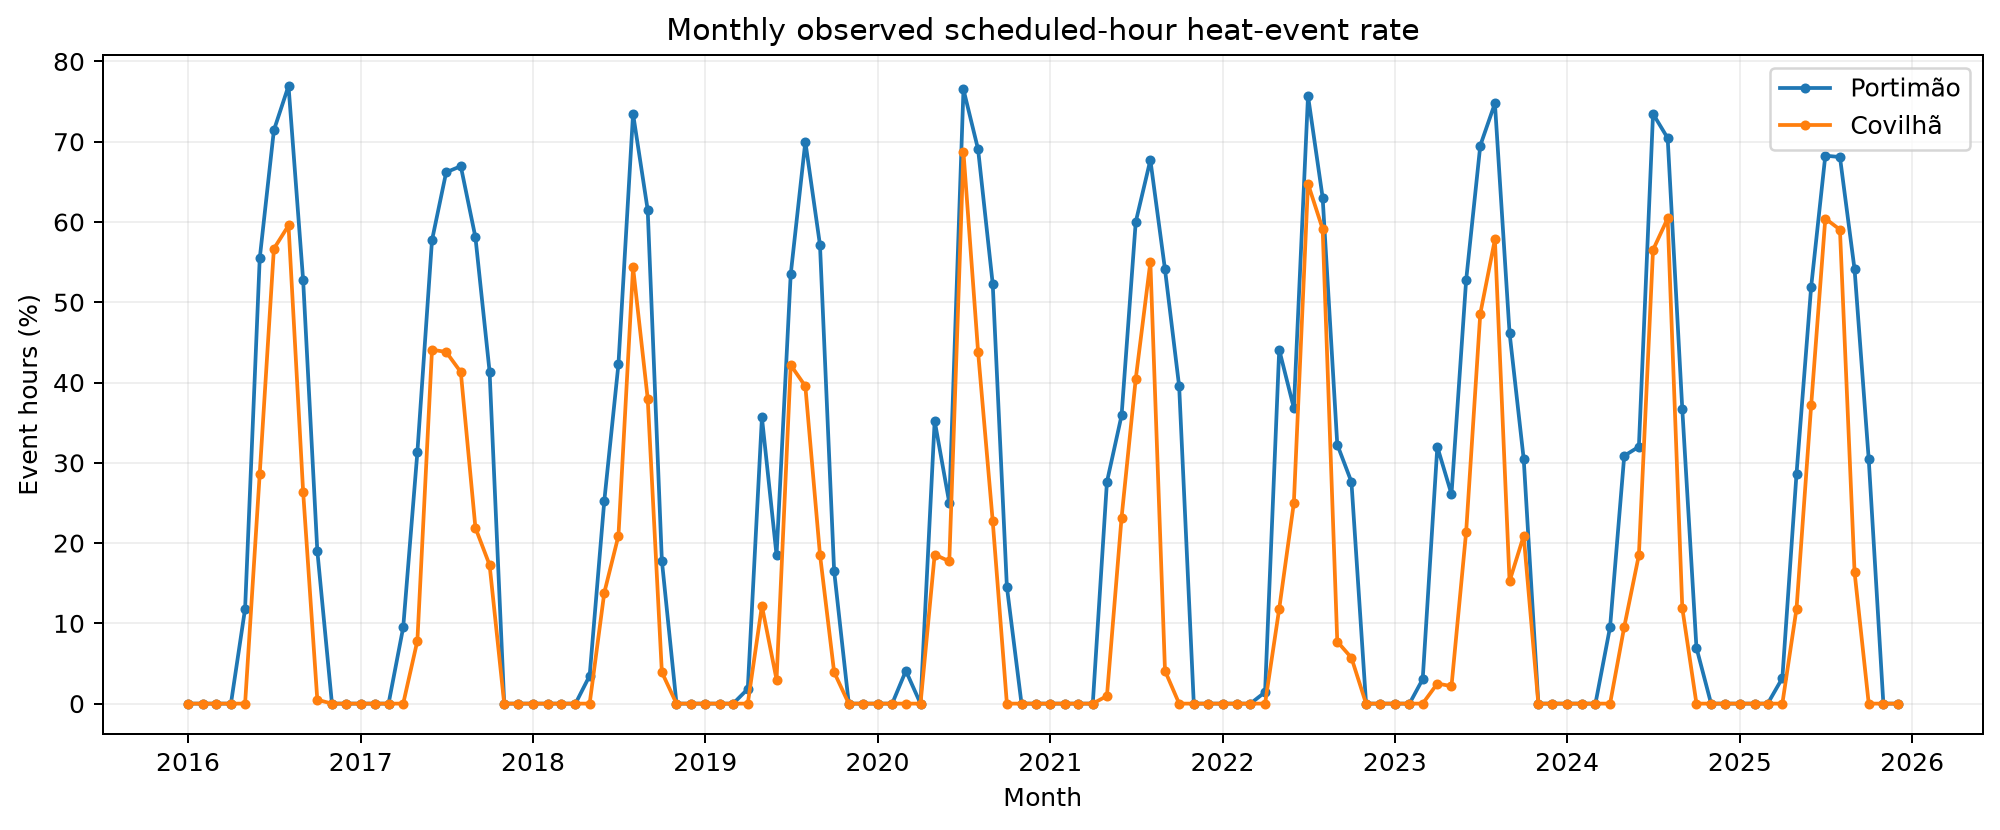 Monthly observed scheduled-hour heat-event rate
Portimão
Covilhã
Event hours (%)
80
70
60
50
40
30
20
10
0
2016 2017 2018 2019 2020 2021 2022 2023 2024 2025 2026
Month